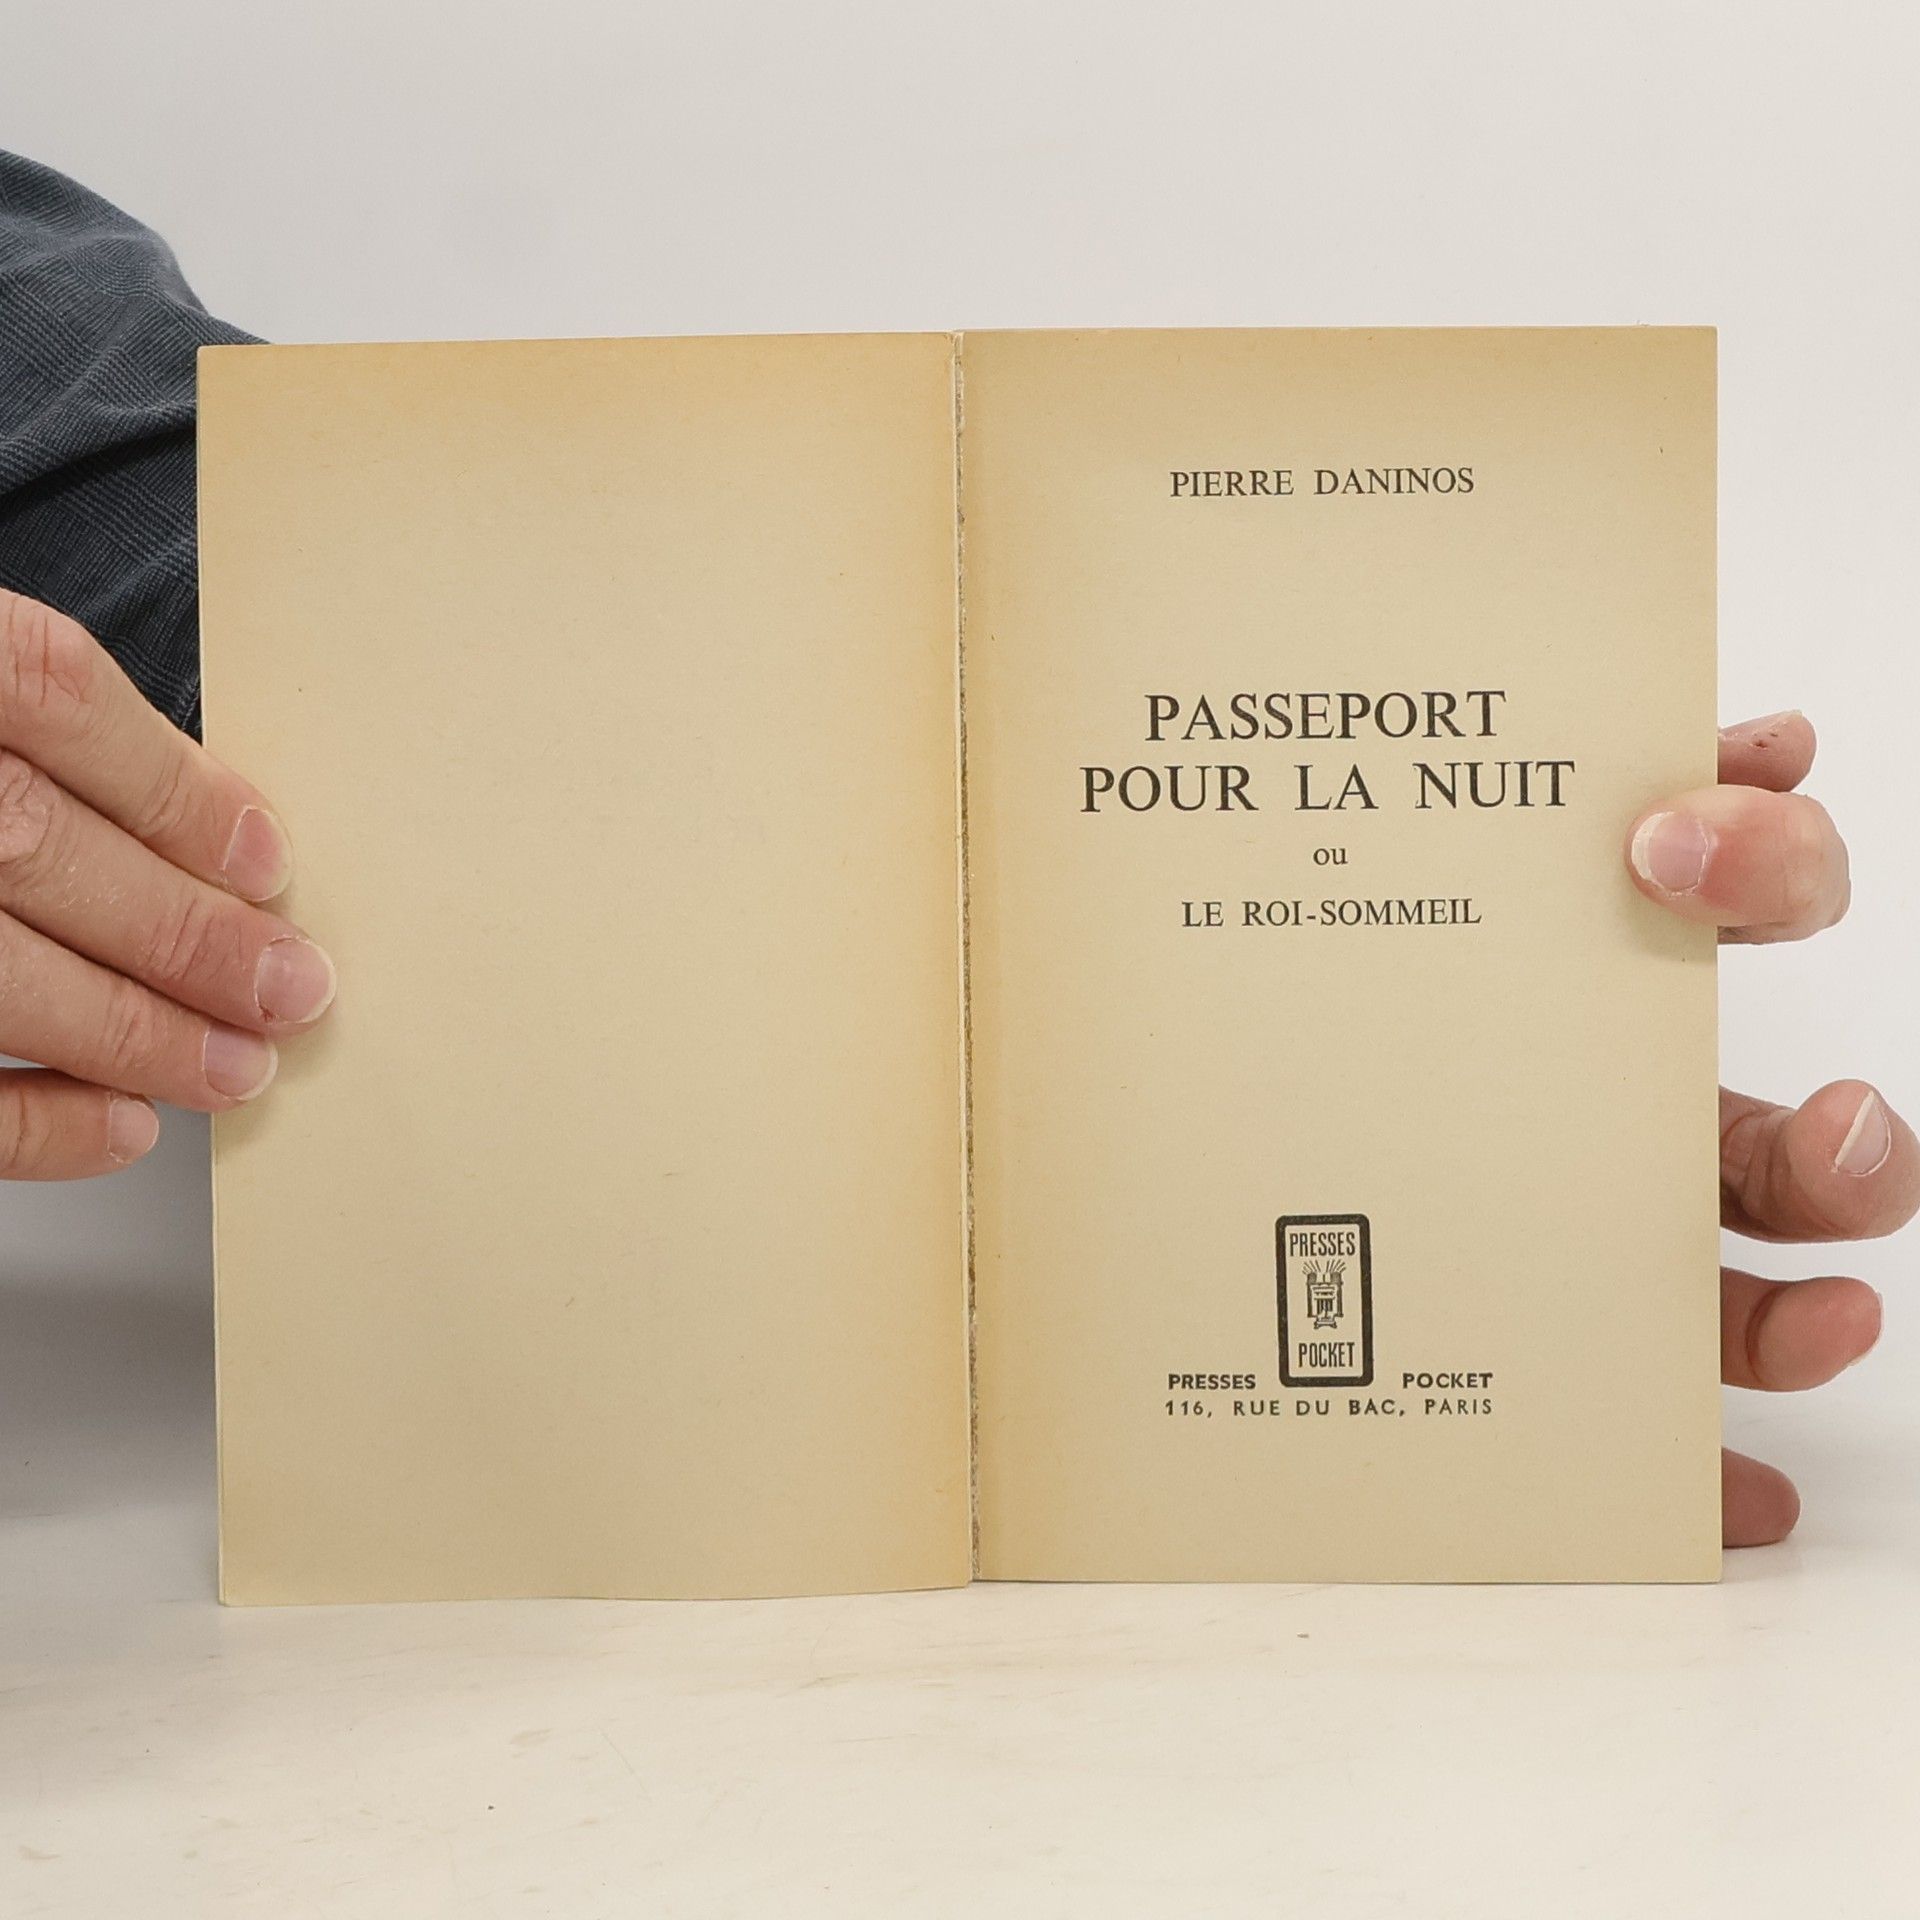 PIERRE DANINOS
PASSEPORT
POUR LA NUIT
ou
LE ROI-SOMMEIL
PRESSES
POCKET
PRESSES POCKET
116, RUE DU BAC, PARIS